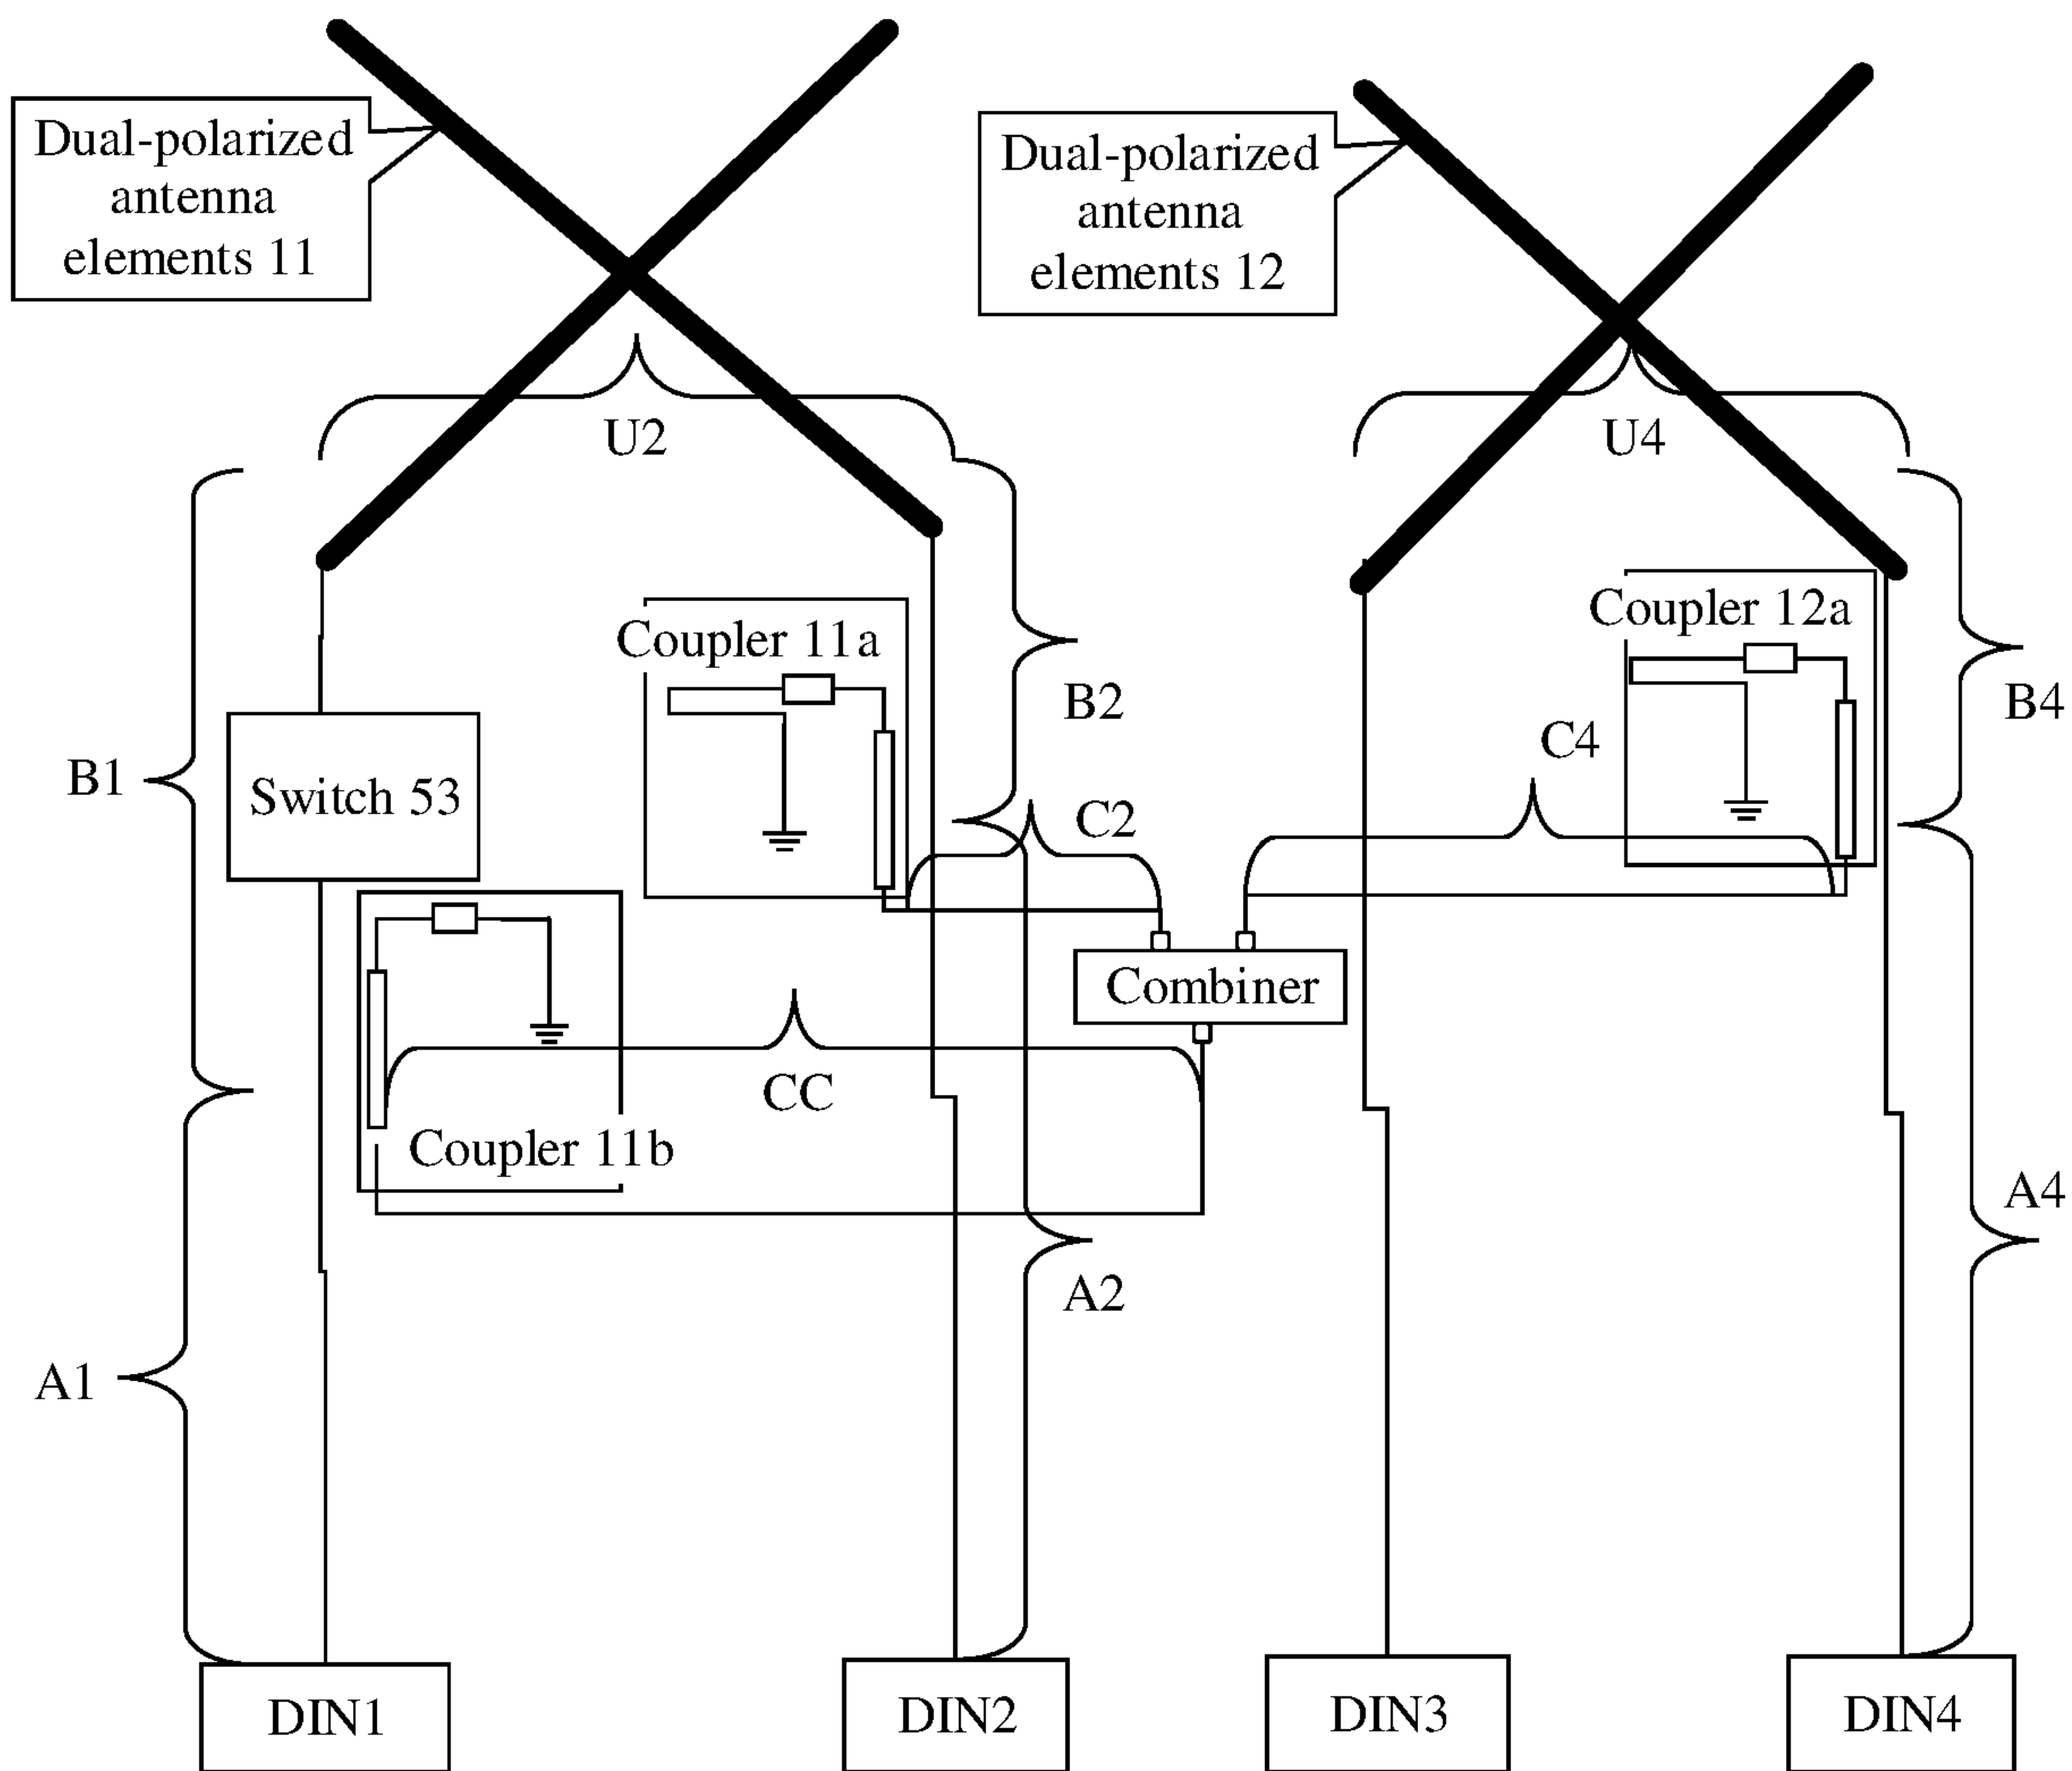 Dual-polarized
antenna
elements 11
Dual-polarized
antenna
elements 12
U2
U4
Coupler 11a
Coupler 12a
B2
B4
C4
B1
Switch 53
C2
Combiner
CC
Coupler 11b
A4
A2
A1
DIN1
DIN2
DIN3
DIN4